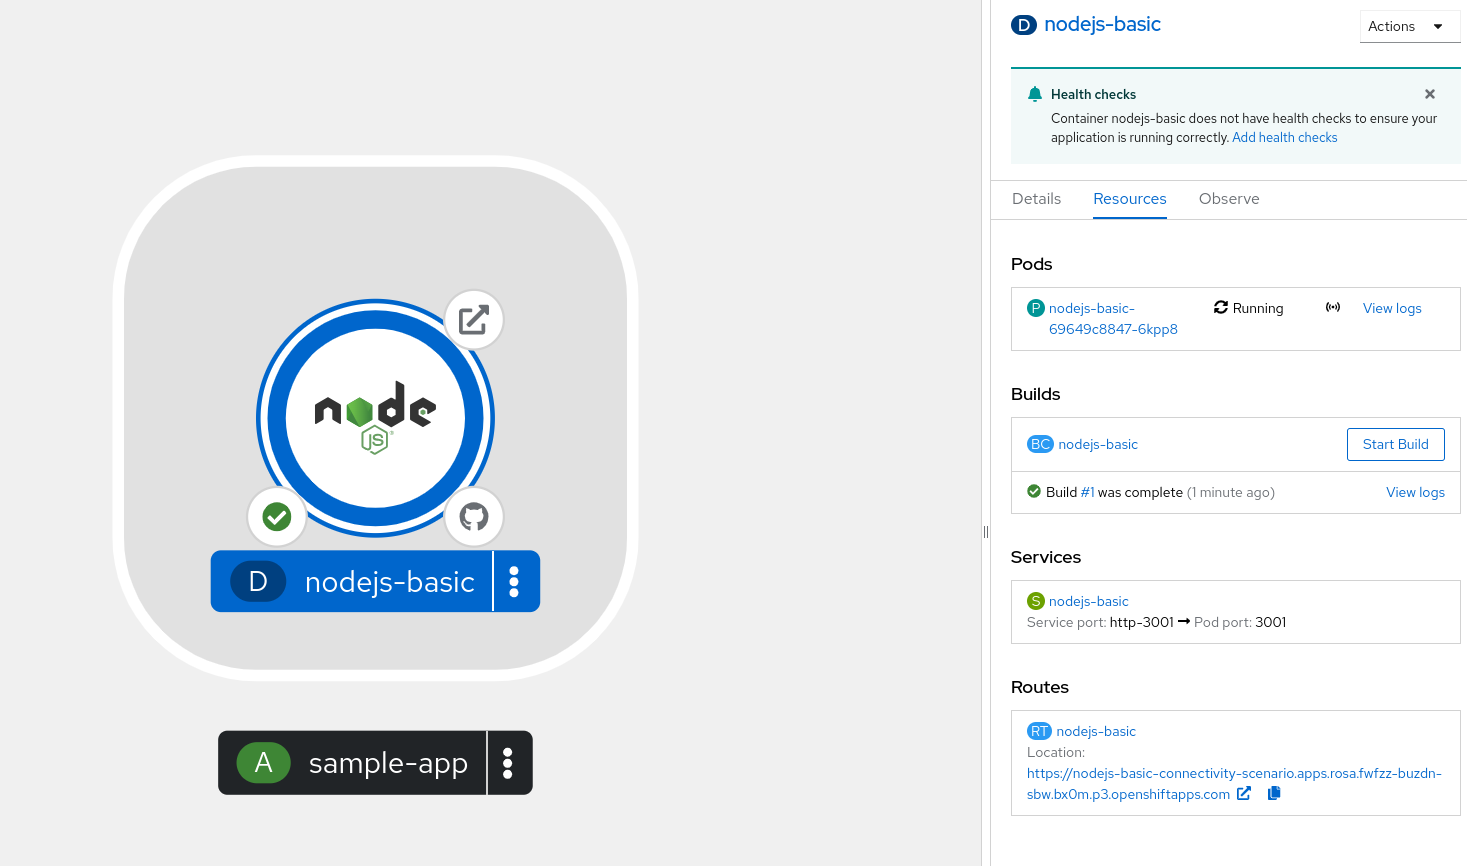 node
JS
D nodejs-basic
A sample-app
D nodejs-basic
Actions
Health checks
Container nodejs-basic does not have health checks to ensure your
application is running correctly. Add health checks
Details Resources Observe
Pods
P nodejs-basic-
69649c8847-6kpp8
Running
View logs
Builds
BC nodejs-basic
Start Build
Build #1 was complete (1 minute ago)
View logs
Services
S nodejs-basic
Service port: http-3001 → Pod port: 3001
Routes
RT nodejs-basic
Location:
https://nodejs-basic-connectivity-scenario.apps.rosa.fwfzz-buzdn-
sbw.bx0m.p3.openshiftapps.com